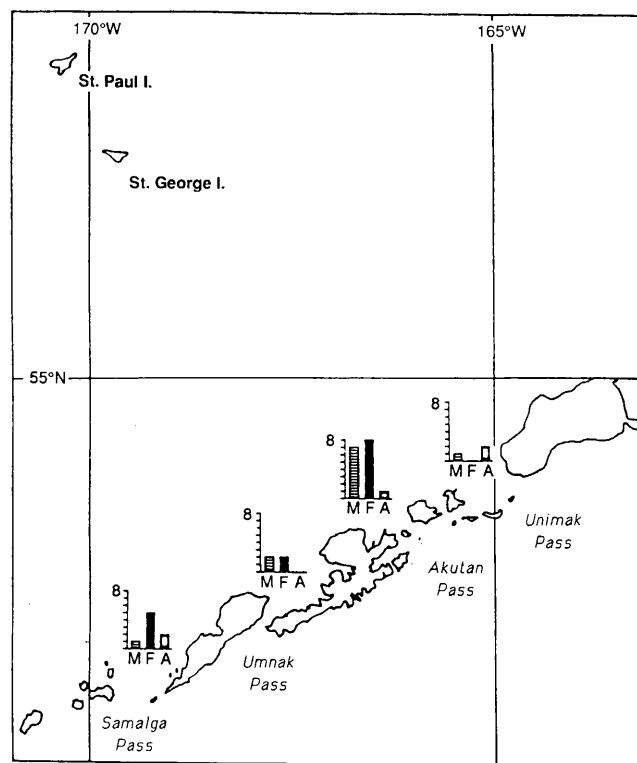 170°W 165°W
St. Paul I.
St. George I.
55°N
8
M F A
8
M F A
8
M F A
8
M F A
Unimak
Pass
Akutan
Pass
Umnak
Pass
Samalga
Pass